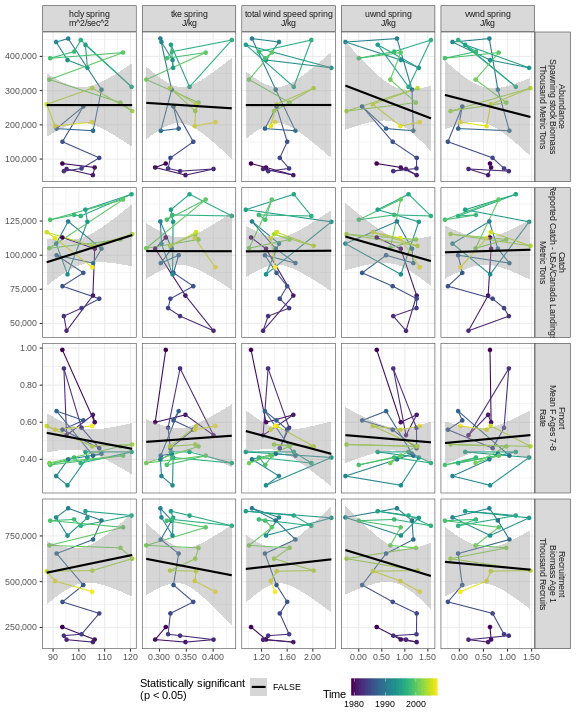 hcly spring
m^2/sec^2
tke spring
J/kg
total wind speed spring
J/kg
uwnd spring
J/kg
vwnd spring
J/kg
400,000
300,000
200,000
100,000
Abundance
Spawning stock Biomass
Thousand Metric Tons
125,000
100,000
75,000
50,000
Catch
Reported Catch - USA/Canada Landings
Metric Tons
1.00
0.80
0.60
0.40
Fmort
Mean F Ages 7-8
Rate
750,000
500,000
250,000
Recruitment
Biomass Age 1
Thousand Recruits
90 100 110 120
0.300 0.350 0.400
1.20 1.60 2.00
0.00 0.50 1.00 1.50
0.00 0.50 1.00 1.50
Statistically significant
(p < 0.05)
FALSE
Time
1980 1990 2000